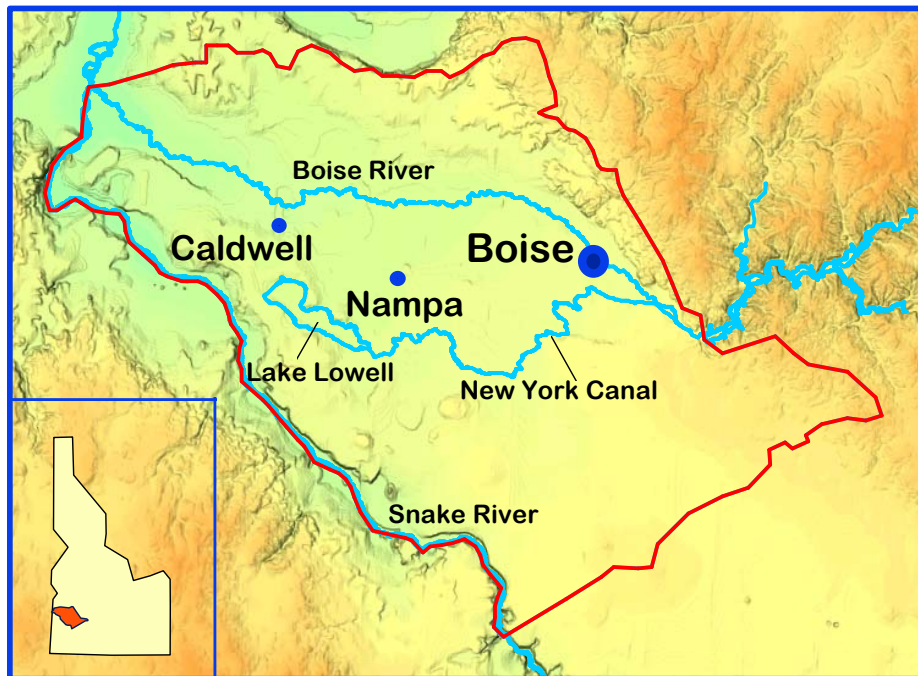 Boise River
Caldwell
Boise
Nampa
Lake Lowell
New York Canal
Snake River